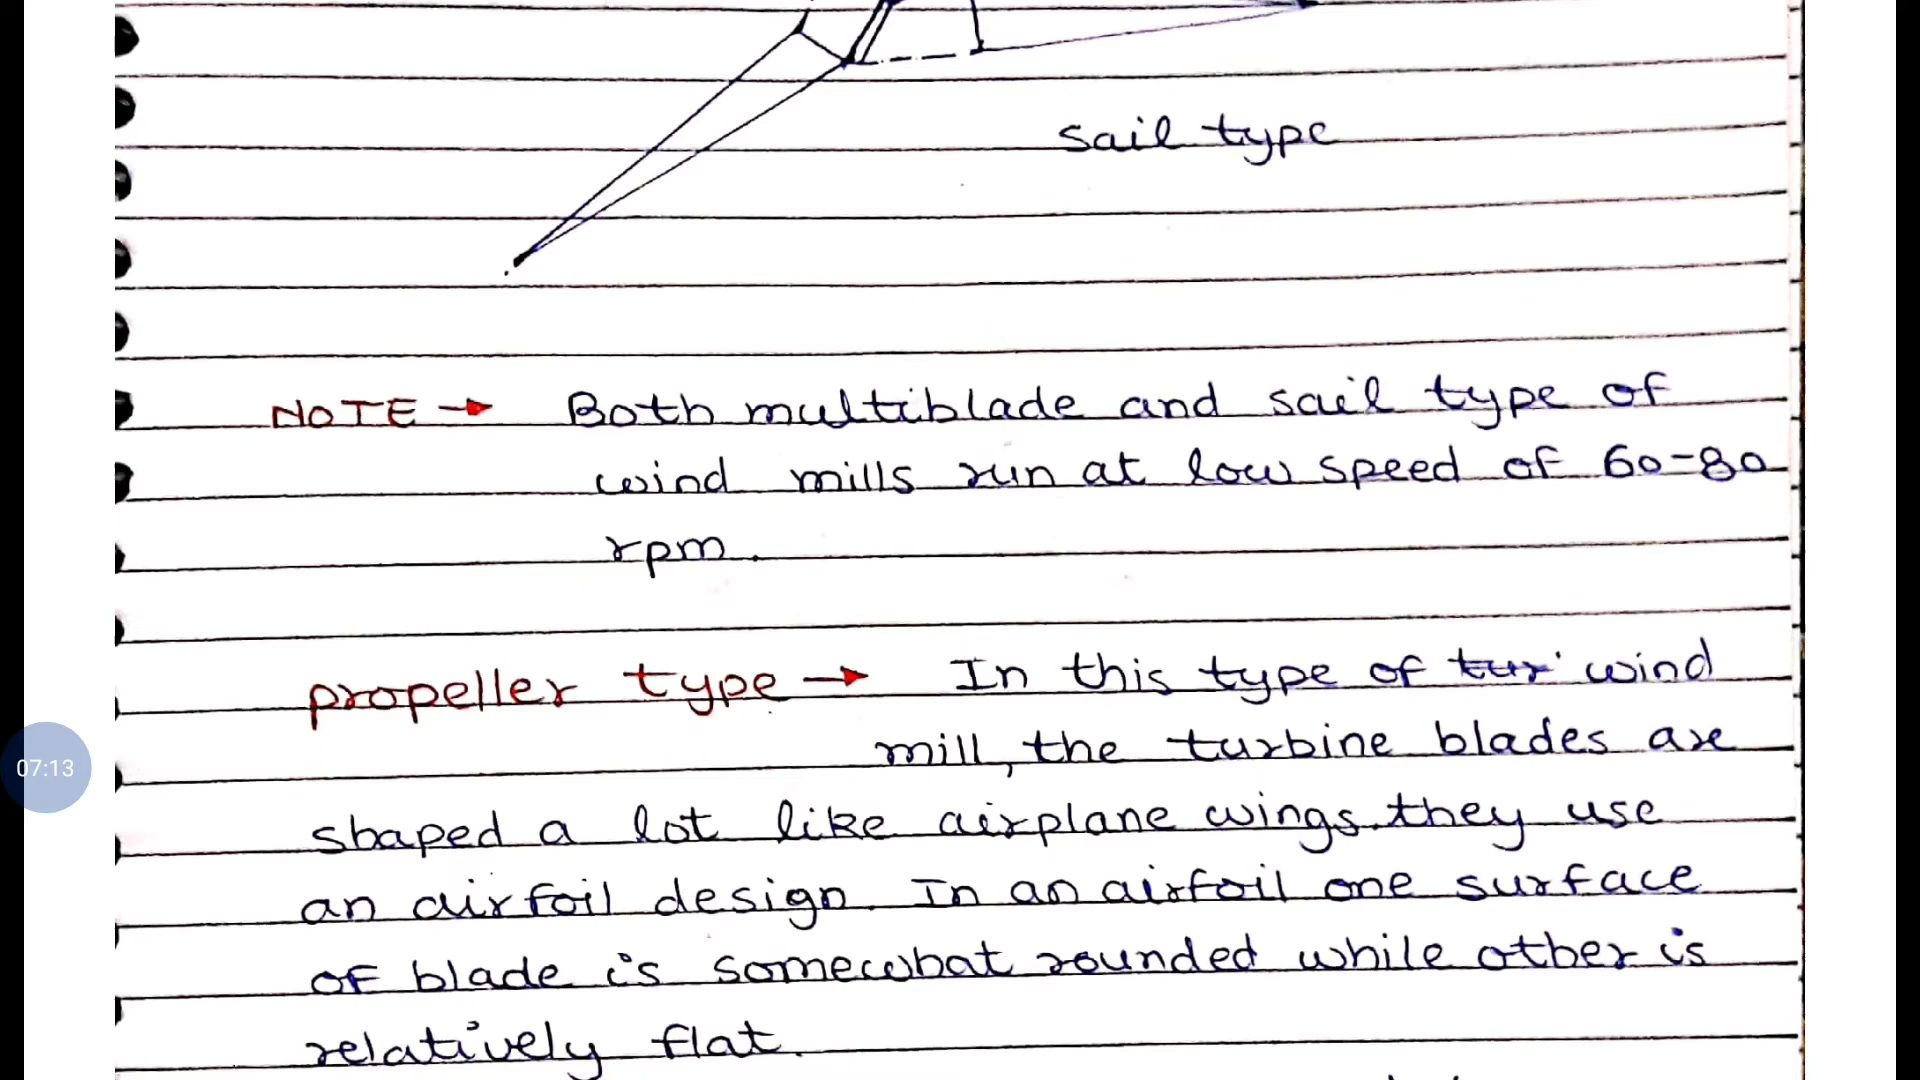 sail type
NOTE → Both multiblade and sail type of
wind mills run at low speed of 60-80
rpm.
propeller type → In this type of tur wind
mill, the turbine blades are
07:13
shaped a lot like airplane wings. they use
an airfoil design. In an airfoil one surface
of blade is somewhat rounded while other is
relatively flat.